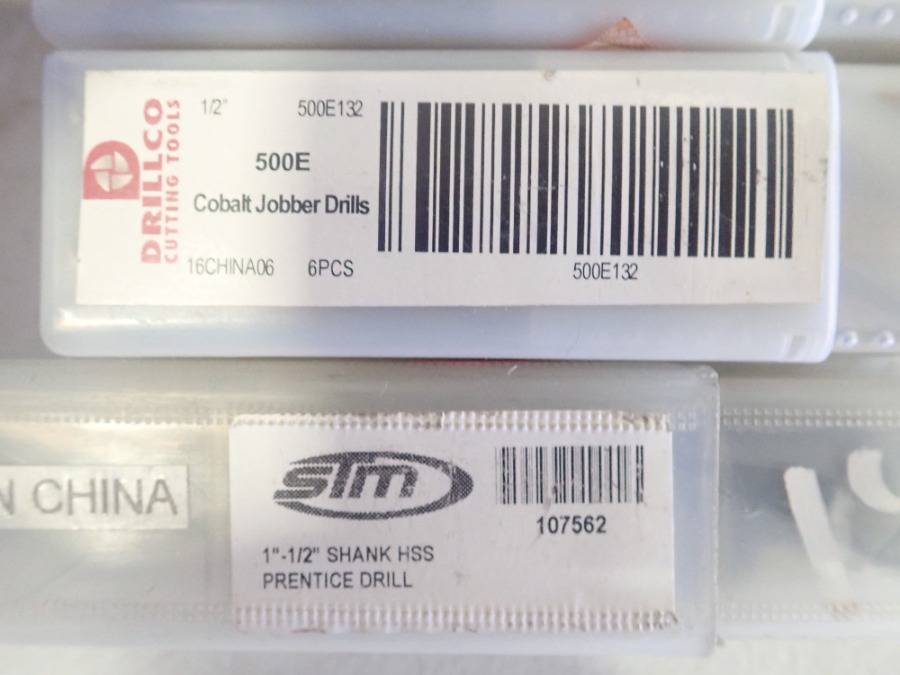 DRILLCO
CUTTING TOOLS
1/2" 500E132
500E
Cobalt Jobber Drills
16CHINA06 6PCS
500E132
N CHINA
STM
107562
1"-1/2" SHANK HSS
PRENTICE DRILL